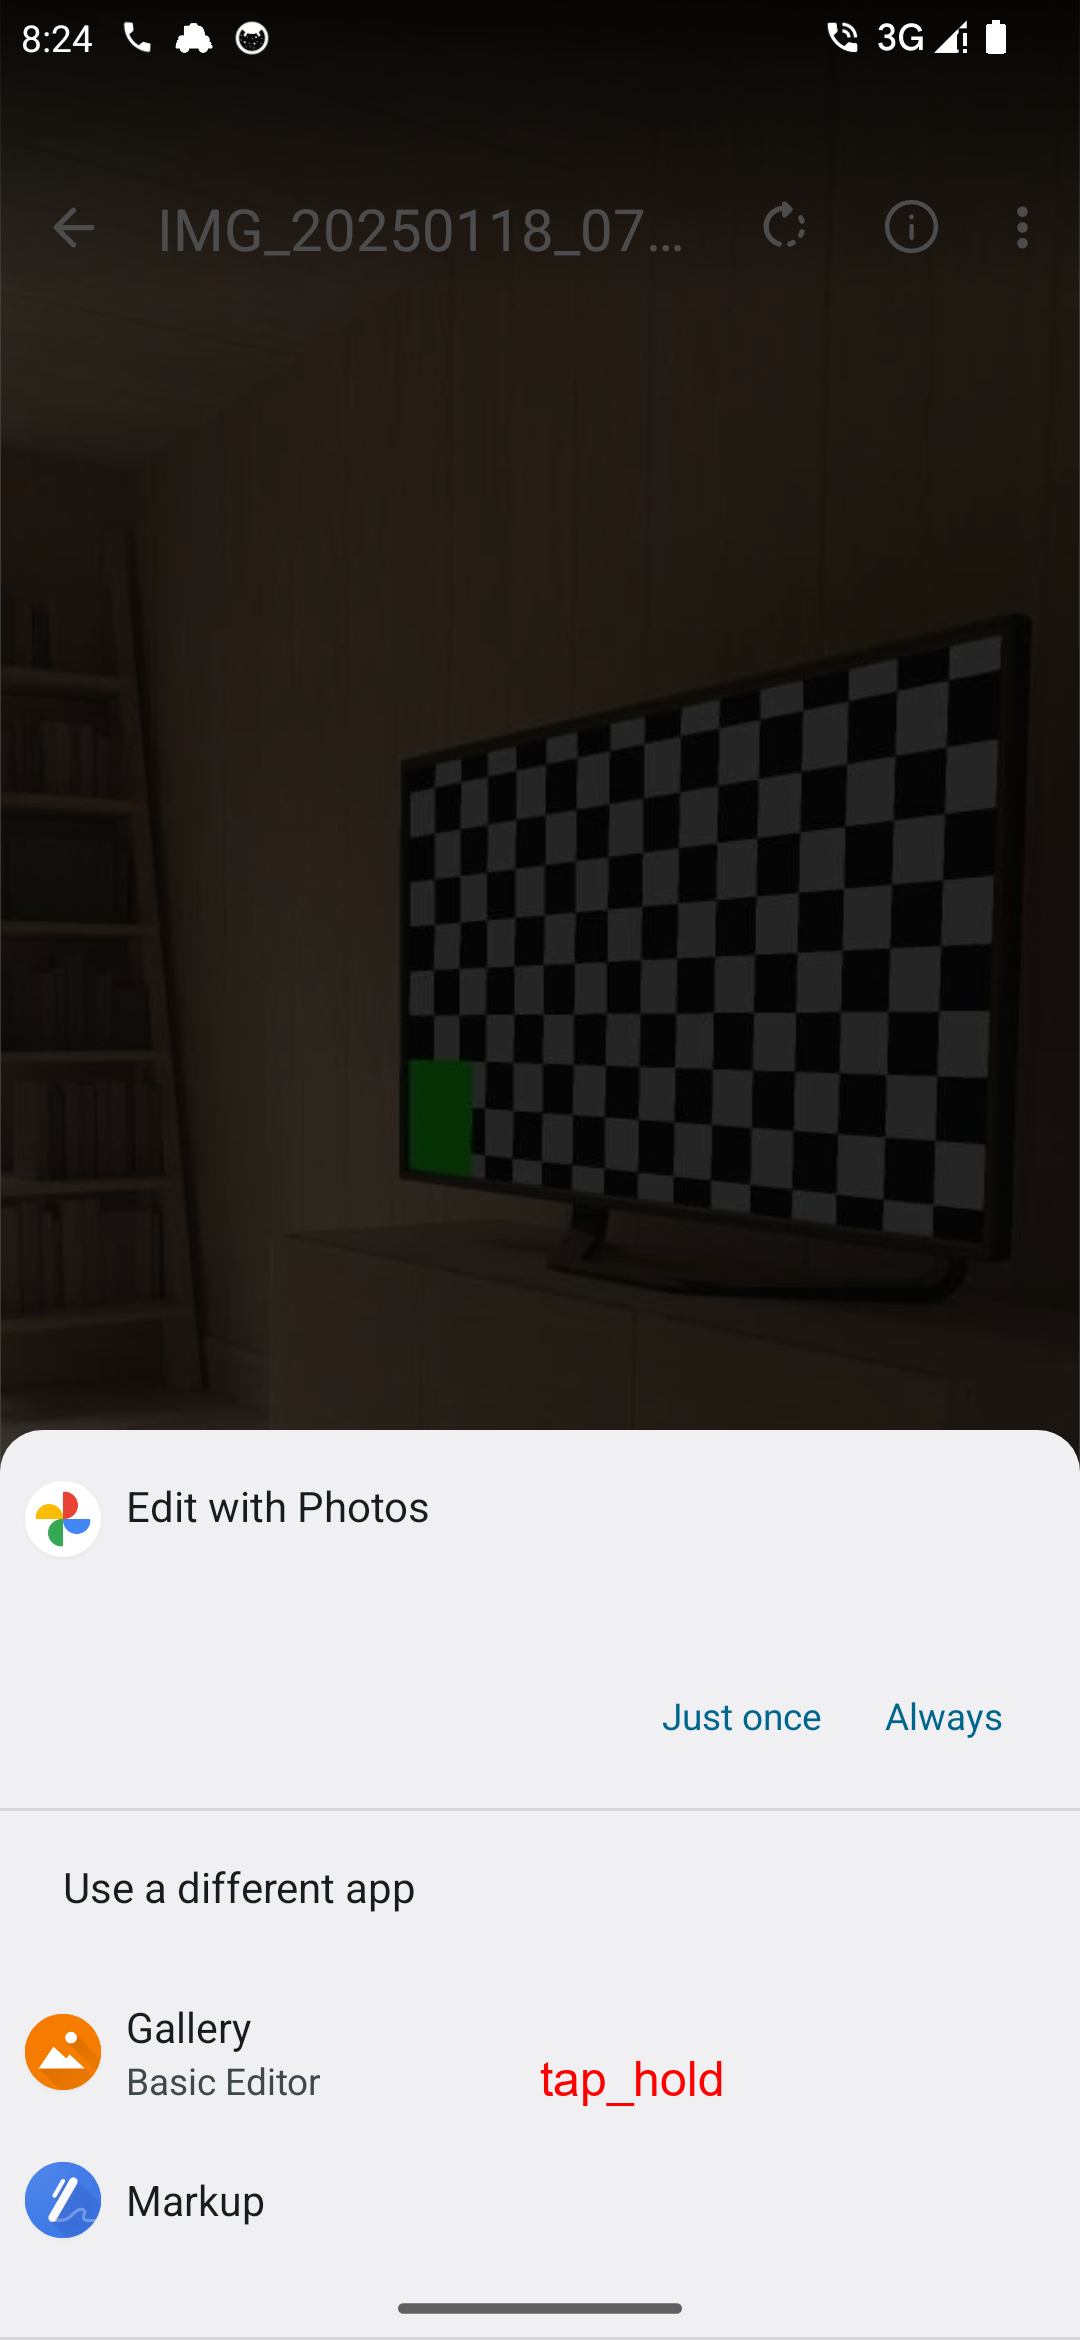 8:24
3G
IMG_20250118_07...
Edit with Photos
Just once
Always
Use a different app
Gallery
Basic Editor
tap_hold
Markup